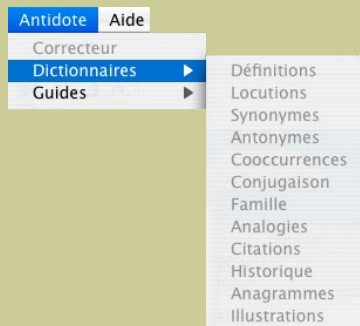 Antidote Aide
Correcteur
Dictionnaires
Guides
Définitions
Locutions
Synonymes
Antonymes
Cooccurrences
Conjugaison
Famille
Analogies
Citations
Historique
Anagrammes
Illustrations